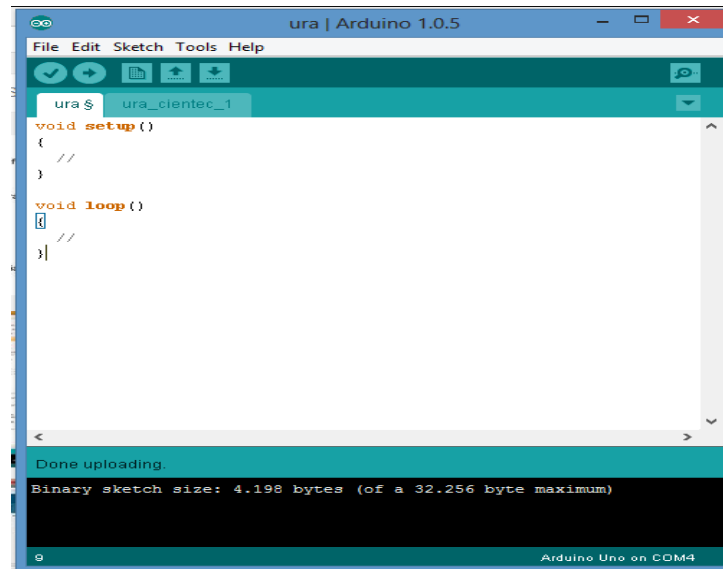 ura | Arduino 1.0.5
File Edit Sketch Tools Help
ura § ura_cientec_1
void setup()
{
//
}
void loop()
{
//
}
Done uploading.
Binary sketch size: 4.198 bytes (of a 32.256 byte maximum)
9 Arduino Uno on COM4